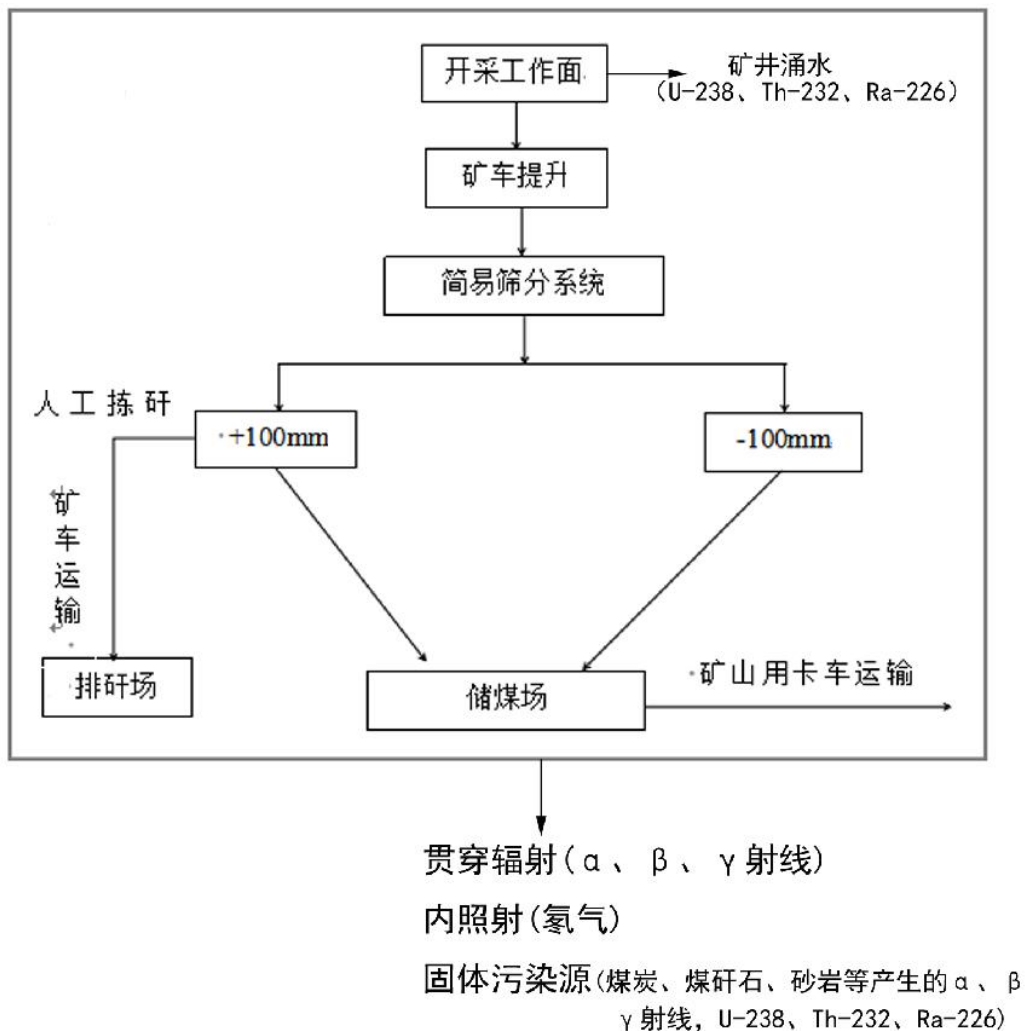 开采工作面
矿井涌水
（U-238、Th-232、Ra-226）
矿车提升
简易筛分系统
人工拣矸
+100mm
-100mm
矿车运输
排矸场
储煤场
矿山用卡车运输
贯穿辐射(α、β、γ射线)
内照射(氡气)
固体污染源(煤炭、煤矸石、砂岩等产生的α、β
γ射线，U-238、Th-232、Ra-226)